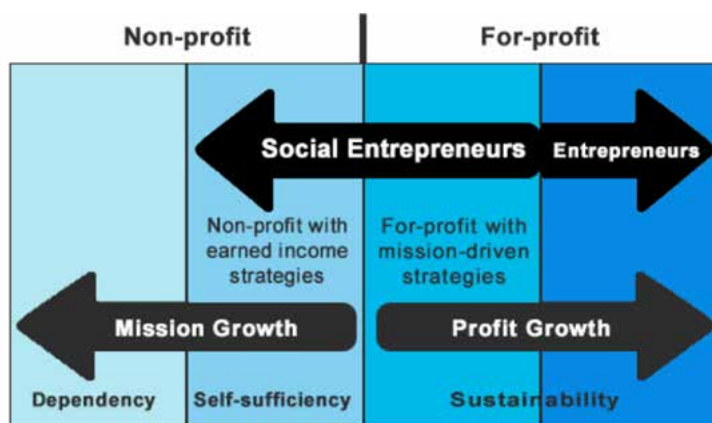 Non-profit
For-profit
Social Entrepreneurs
Entrepreneurs
Non-profit with
earned income
strategies
For-profit with
mission-driven
strategies
Mission Growth
Profit Growth
Dependency
Self-sufficiency
Sustainability